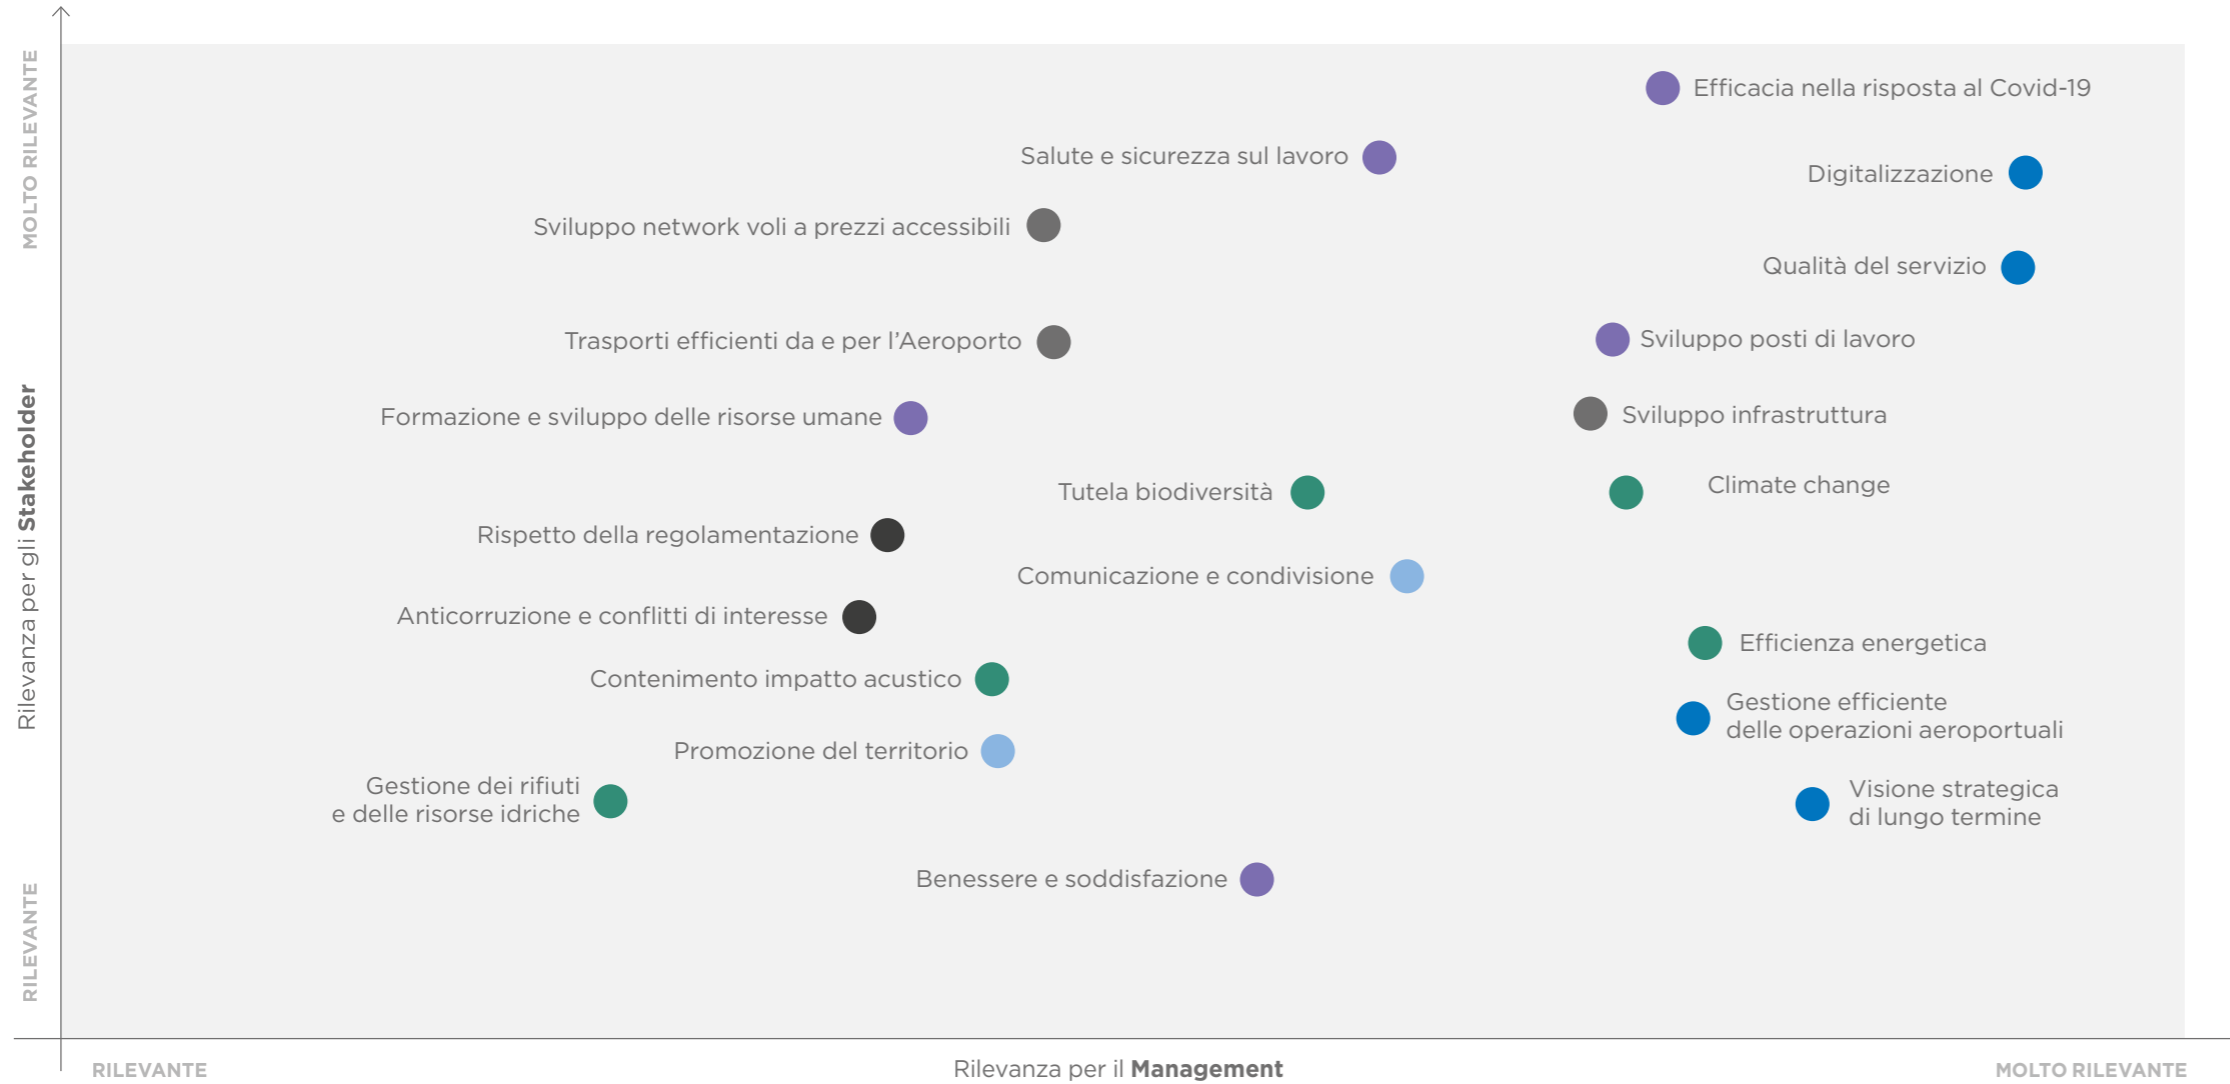 MOLTO RILEVANTE
Rilevanza per gli Stakeholder
RILEVANTE
Efficacia nella risposta al Covid-19
Salute e sicurezza sul lavoro
Digitalizzazione
Sviluppo network voli a prezzi accessibili
Qualità del servizio
Trasporti efficienti da e per l’Aeroporto
Sviluppo posti di lavoro
Formazione e sviluppo delle risorse umane
Sviluppo infrastruttura
Tutela biodiversità
Climate change
Rispetto della regolamentazione
Comunicazione e condivisione
Anticorruzione e conflitti di interesse
Efficienza energetica
Contenimento impatto acustico
Gestione efficiente
delle operazioni aeroportuali
Promozione del territorio
Gestione dei rifiuti
e delle risorse idriche
Visione strategica
di lungo termine
Benessere e soddisfazione
RILEVANTE
Rilevanza per il Management
MOLTO RILEVANTE